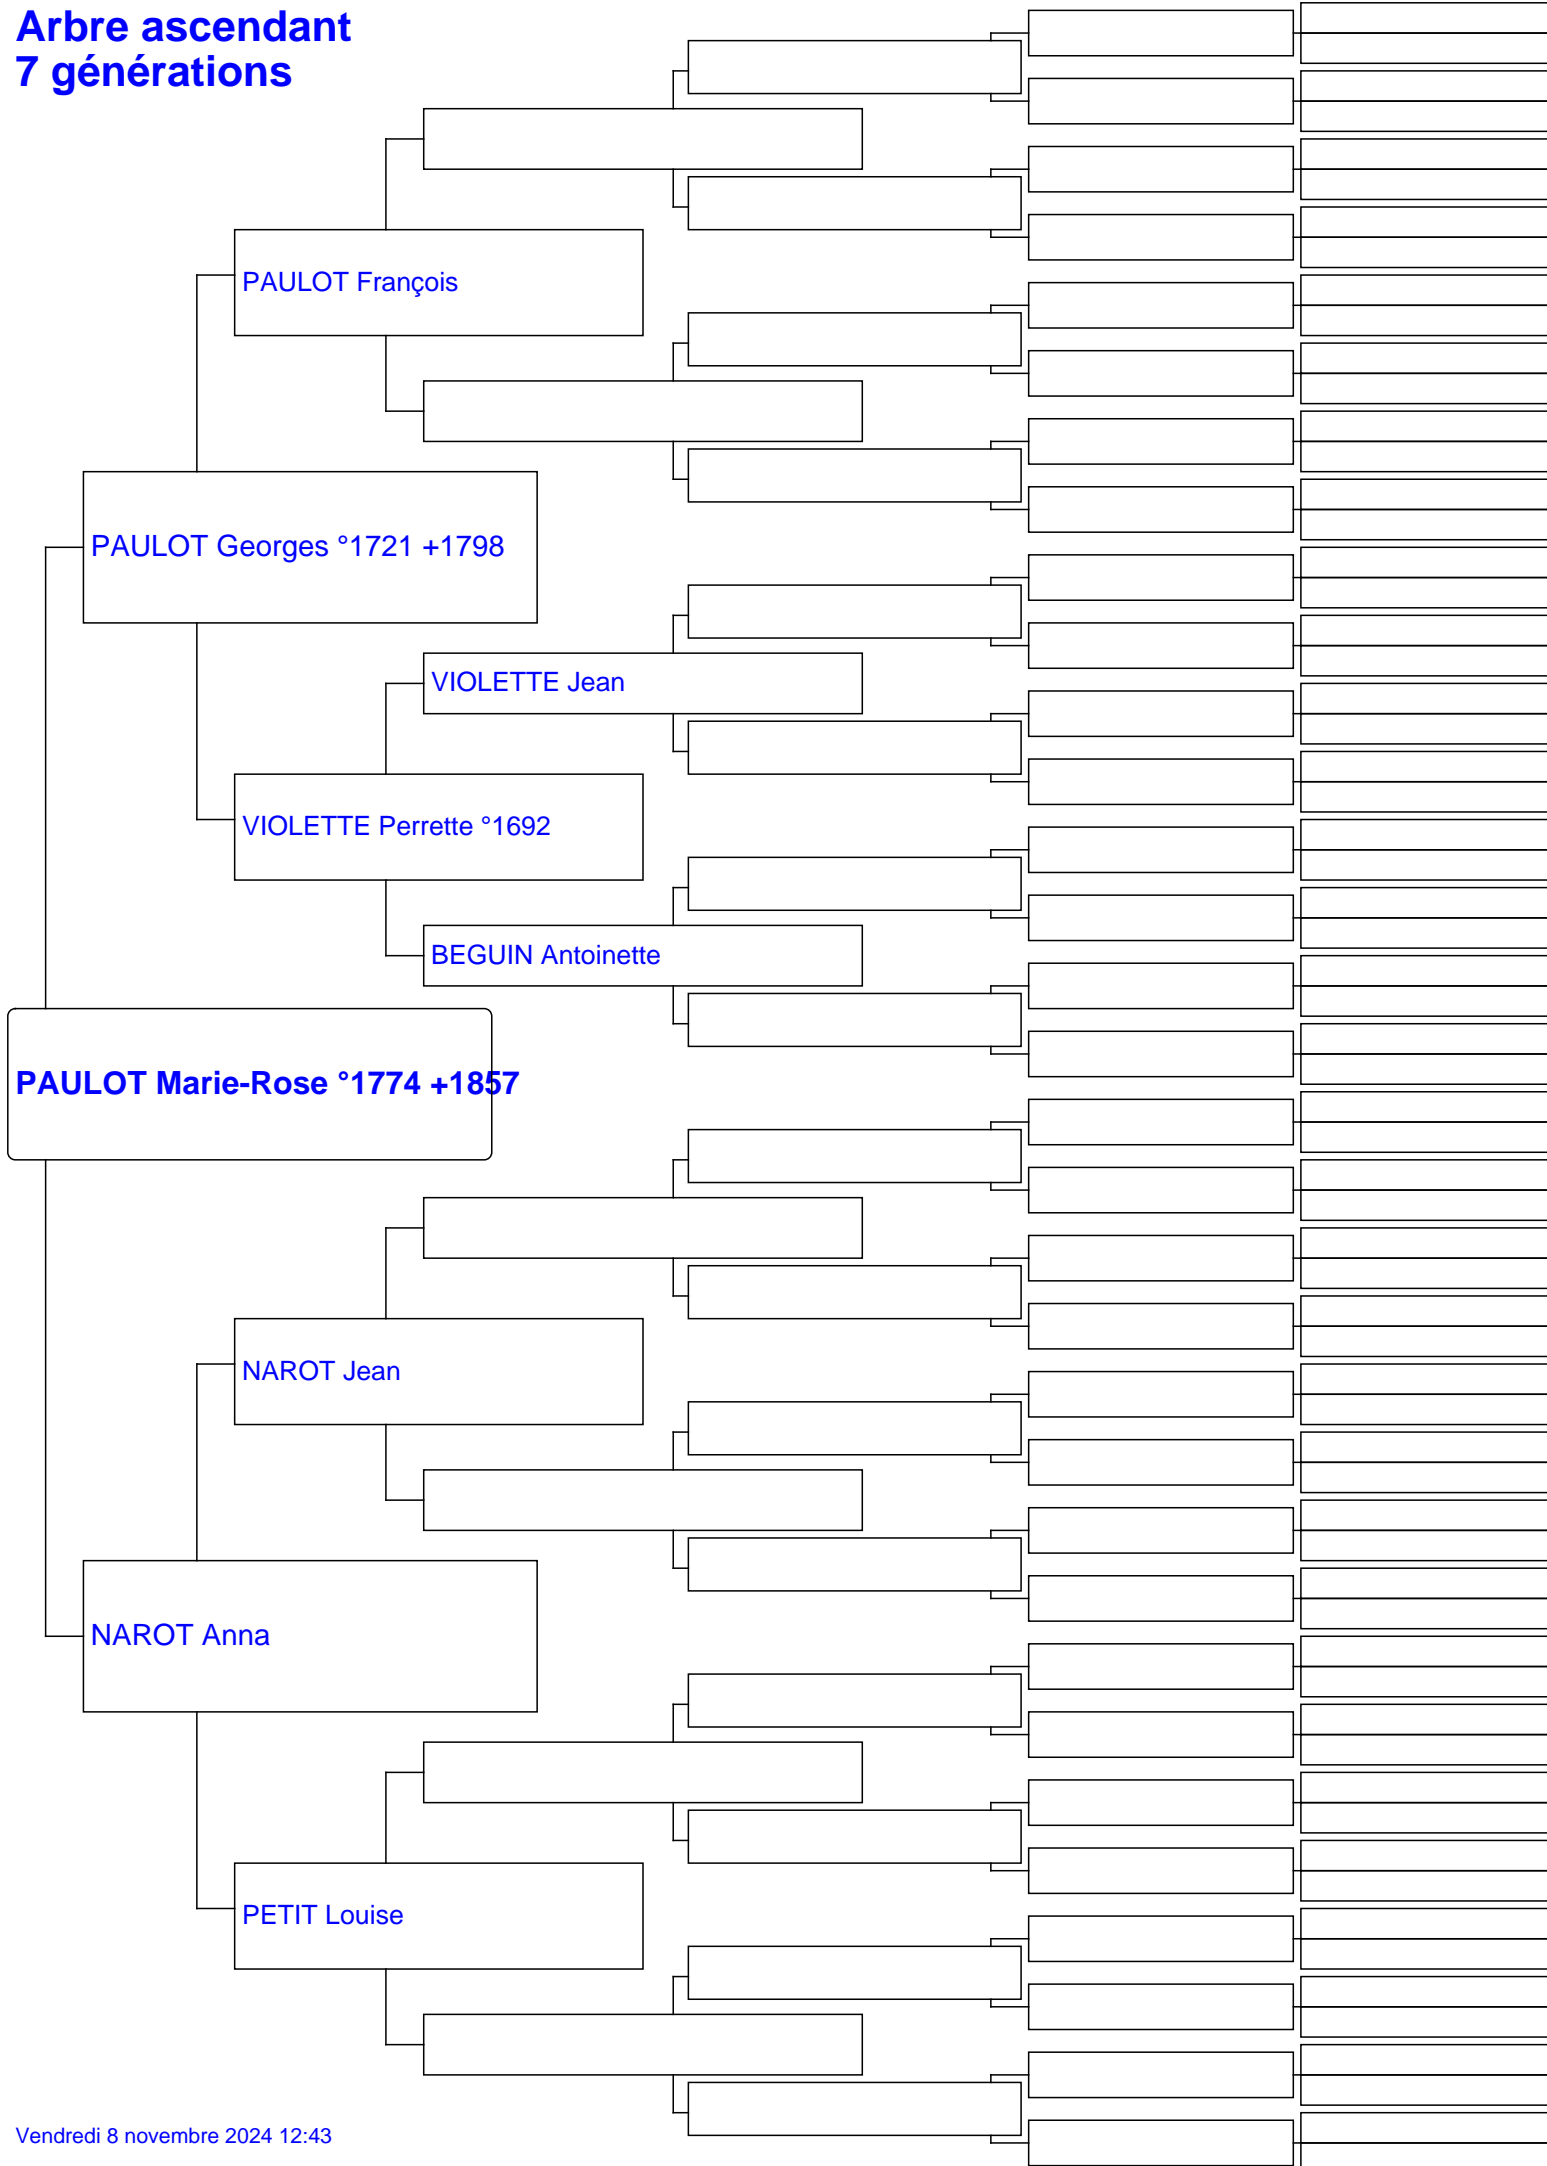 Arbre ascendant
7 générations
PAULOT François
PAULOT Georges °1721 +1798
VIOLETTE Jean
VIOLETTE Perrette °1692
BEGUIN Antoinette
PAULOT Marie-Rose °1774 +1857
NAROT Jean
NAROT Anna
PETIT Louise
Vendredi 8 novembre 2024 12:43